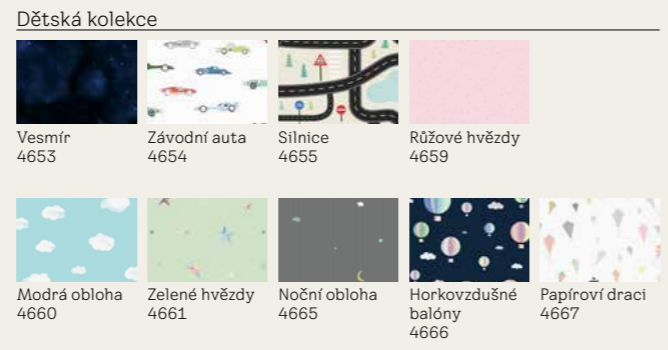 Dětská kolekce
Vesmír
4653
Závodní auta
4654
Silnice
4655
Růžové hvězdy
4659
Modrá obloha
4660
Zelené hvězdy
4661
Noční obloha
4665
Horkovzdušné
balóny
4666
Papíroví draci
4667